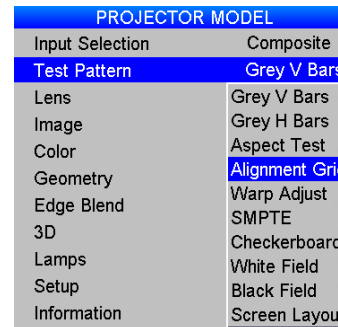 PROJECTOR MODEL
Input Selection Composite
Test Pattern Grey V Bars
Lens Grey V Bars
Image Grey H Bars
Color Aspect Test
Geometry Alignment Gri
Edge Blend Warp Adjust
3D SMPTE
Lamps Checkerboard
Setup White Field
Information Black Field
Screen Layou